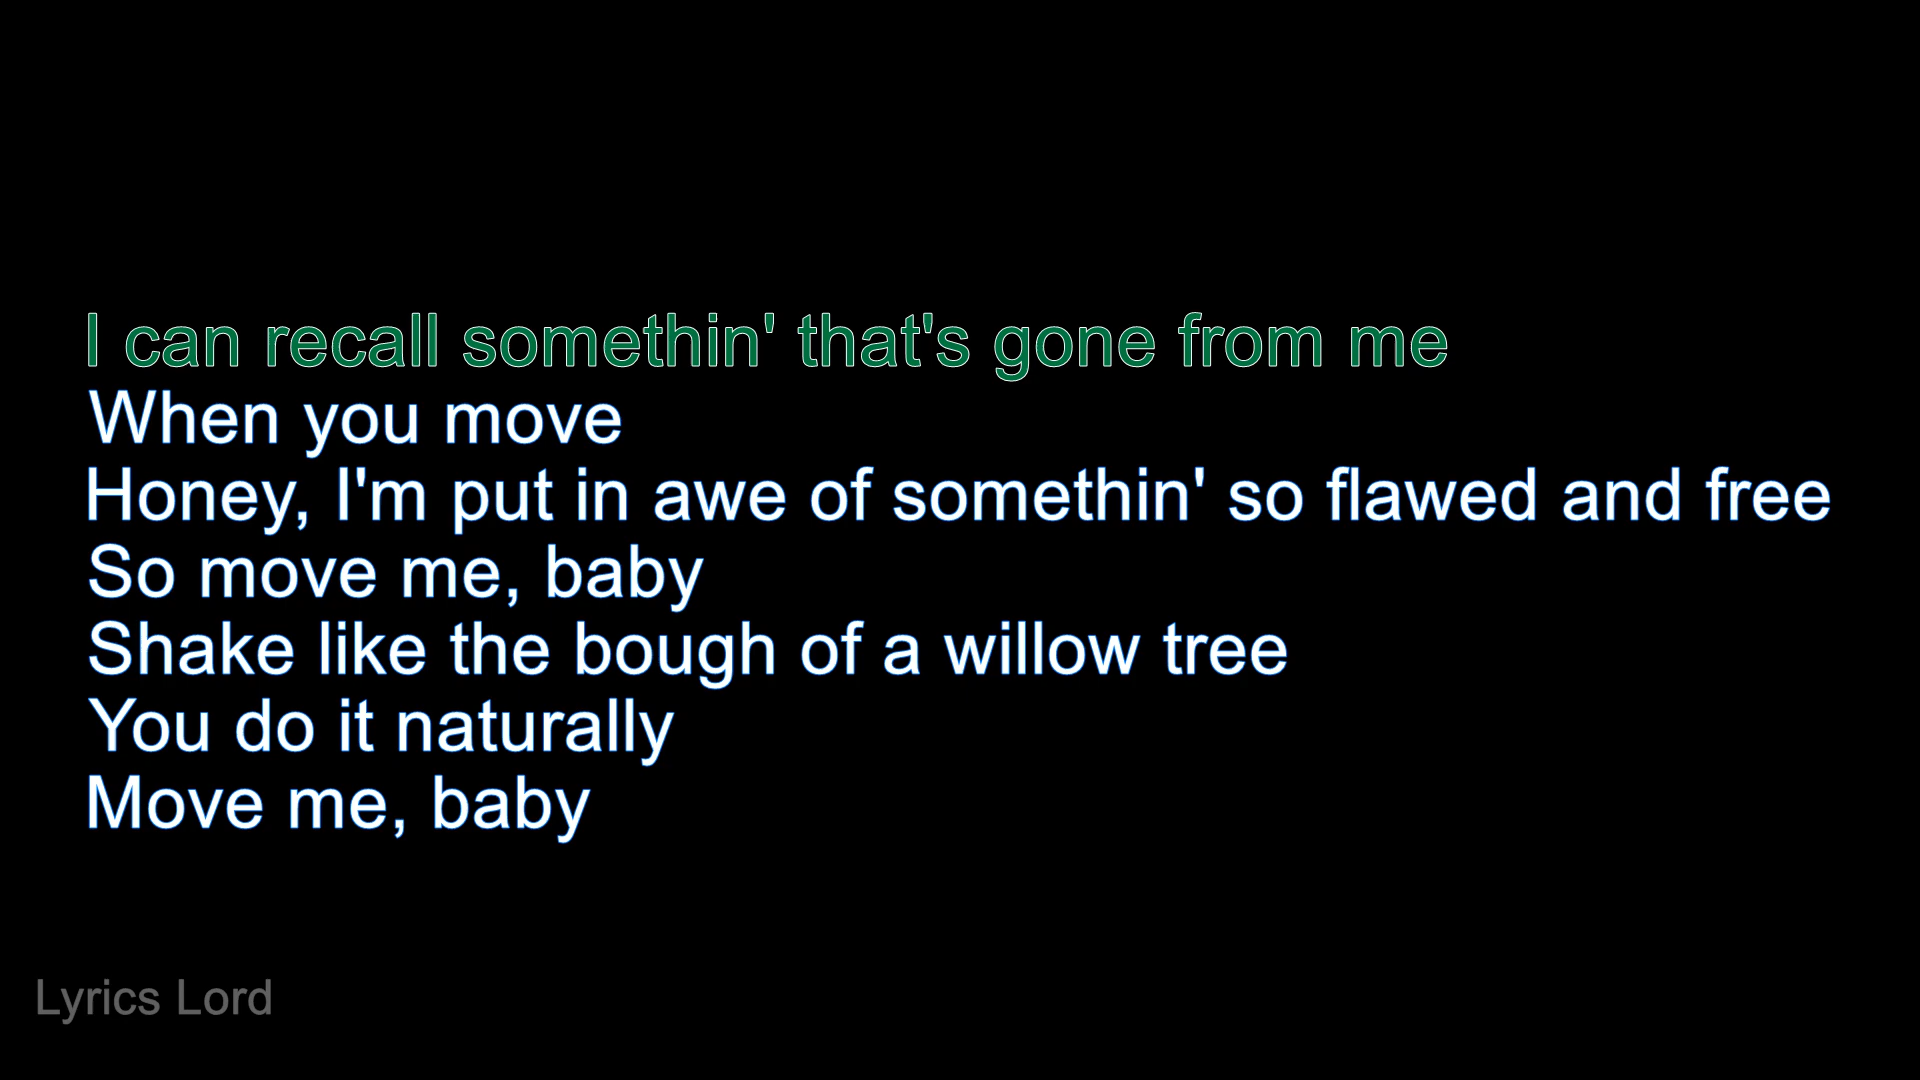 I can recall somethin' that's gone from me
When you move
Honey, I'm put in awe of somethin' so flawed and free
So move me, baby
Shake like the bough of a willow tree
You do it naturally
Move me, baby
Lyrics Lord